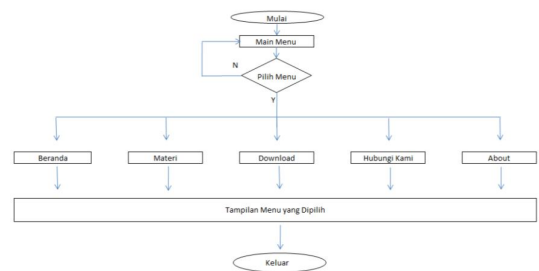 Mulai
Main Menu
N
Pilih Menu
Y
Beranda
Materi
Download
Hubungi Kami
About
Tampilan Menu yang Dipilih
Keluar